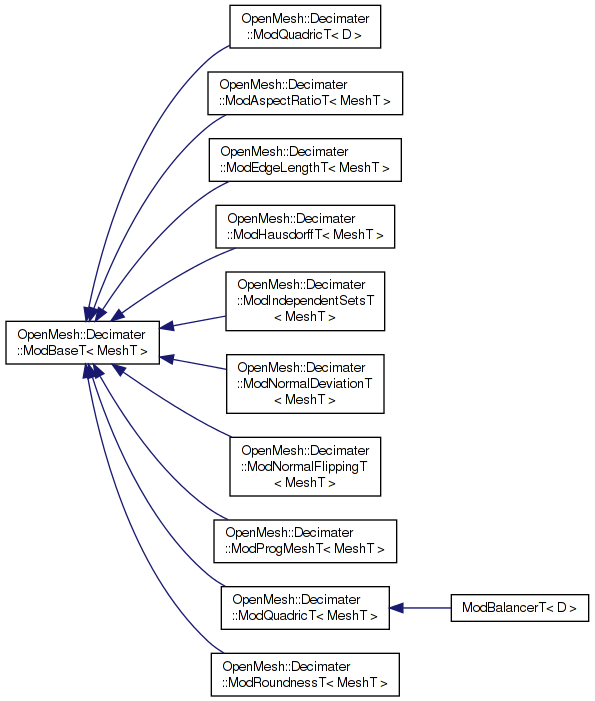 OpenMesh::Decimater
::ModQuadricT< D >
OpenMesh::Decimater
::ModAspectRatioT< MeshT >
OpenMesh::Decimater
::ModEdgeLengthT< MeshT >
OpenMesh::Decimater
::ModHausdorffT< MeshT >
OpenMesh::Decimater
::ModIndependentSetsT
< MeshT >
OpenMesh::Decimater
::ModBaseT< MeshT >
OpenMesh::Decimater
::ModNormalDeviationT
< MeshT >
OpenMesh::Decimater
::ModNormalFlippingT
< MeshT >
OpenMesh::Decimater
::ModProgMeshT< MeshT >
OpenMesh::Decimater
::ModQuadricT< MeshT >
ModBalancerT< D >
OpenMesh::Decimater
::ModRoundnessT< MeshT >